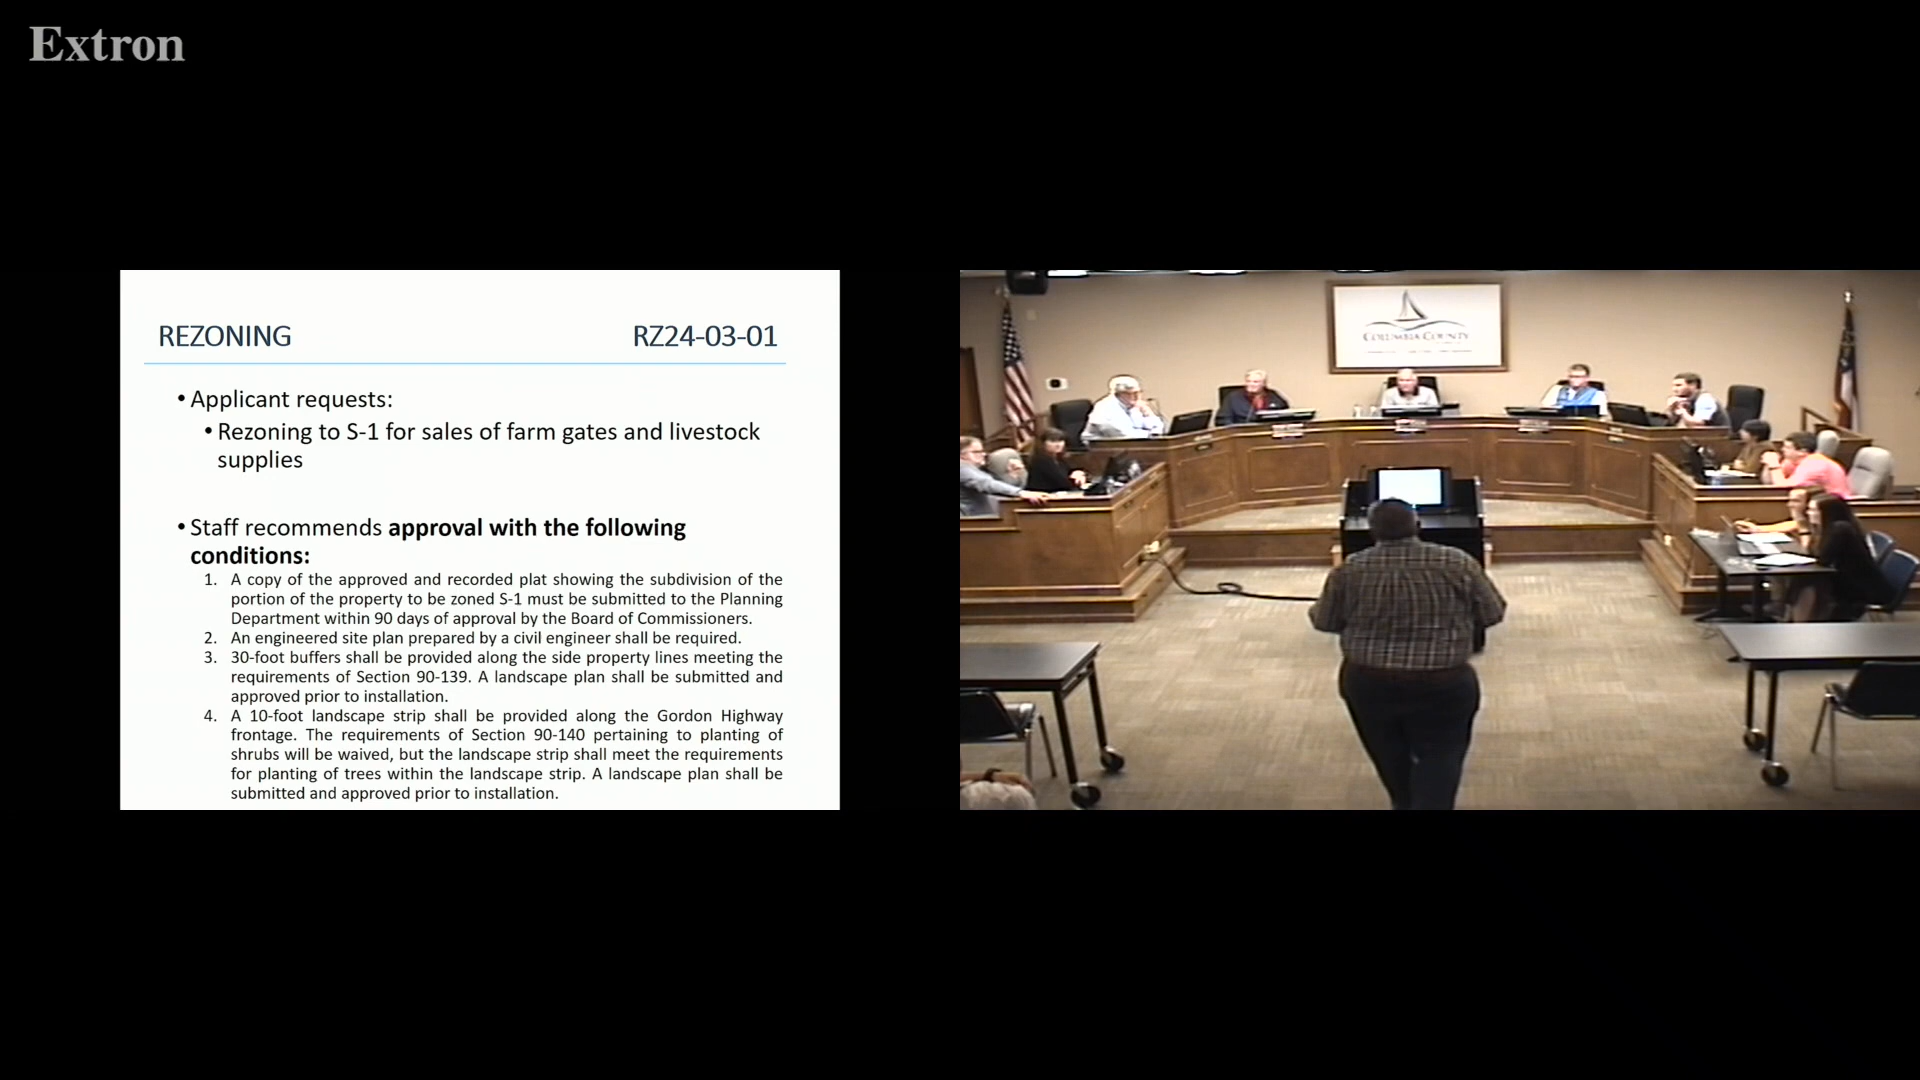 Extron
REZONING RZ24-03-01
• Applicant requests:
• Rezoning to S-1 for sales of farm gates and livestock
supplies
• Staff recommends approval with the following
conditions:
1. A copy of the approved and recorded plat showing the subdivision of the
portion of the property to be zoned S-1 must be submitted to the Planning
Department within 90 days of approval by the Board of Commissioners.
2. An engineered site plan prepared by a civil engineer shall be required.
3. 30-foot buffers shall be provided along the side property lines meeting the
requirements of Section 90-139. A landscape plan shall be submitted and
approved prior to installation.
4. A 10-foot landscape strip shall be provided along the Gordon Highway
frontage. The requirements of Section 90-140 pertaining to planting of
shrubs will be waived, but the landscape strip shall meet the requirements
for planting of trees within the landscape strip. A landscape plan shall be
submitted and approved prior to installation.
COLUMBIA COUNTY